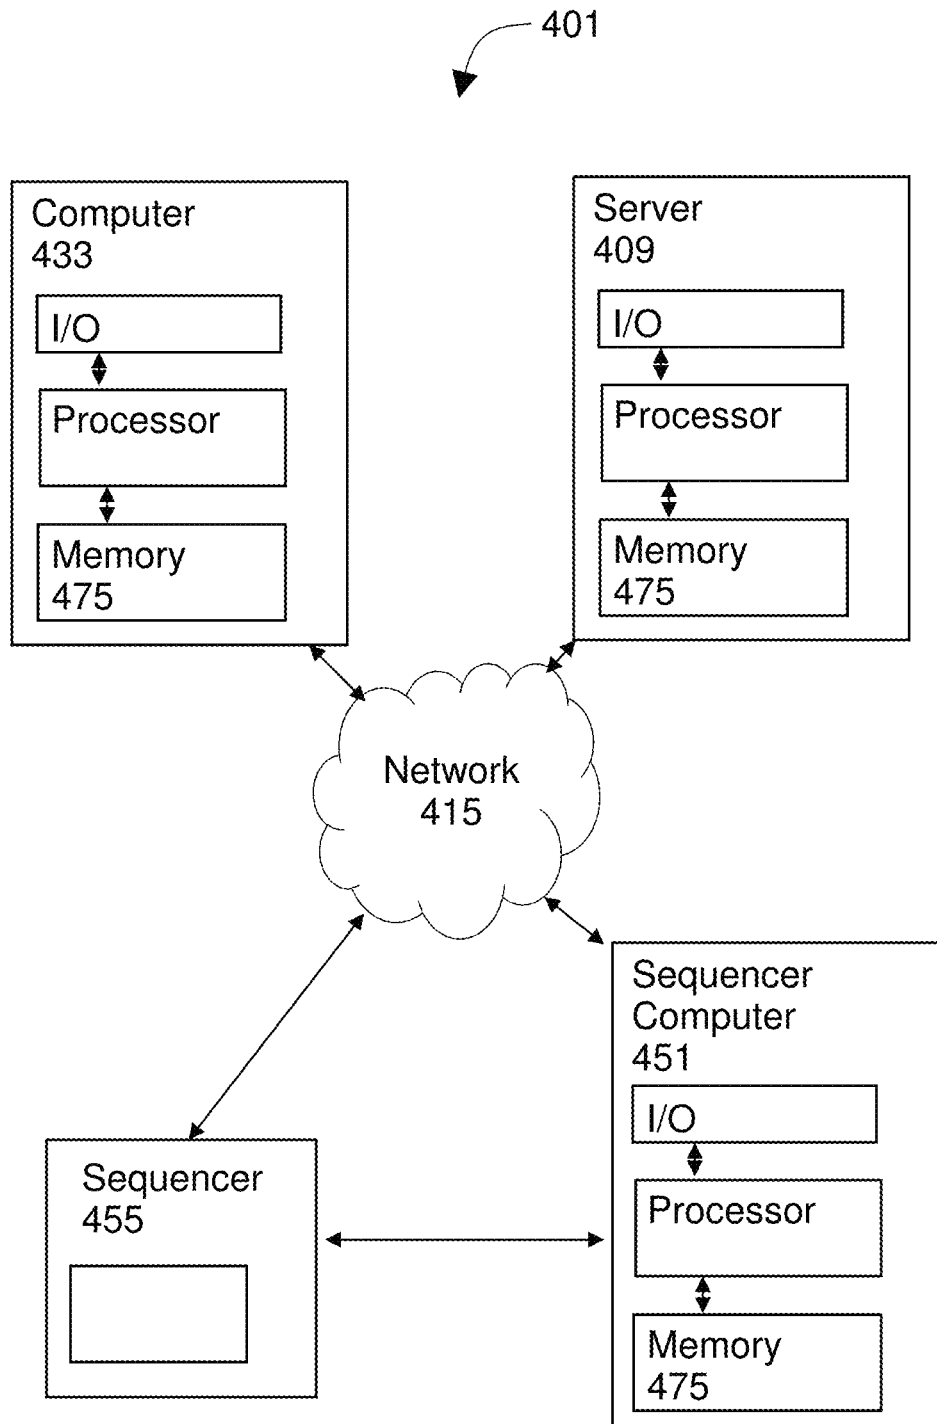 401
Computer
433
I/O
Processor
Memory
475
Server
409
I/O
Processor
Memory
475
Network
415
Sequencer
Computer
451
I/O
Processor
Memory
475
Sequencer
455